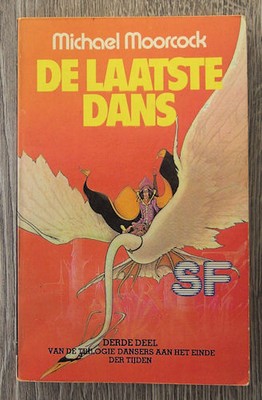 Michael Moorcock
DE LAATSTE
DANS
SF
DERDE DEEL
VAN DE TRILOGIE DANSERS AAN HET EINDE
DER TIJDEN